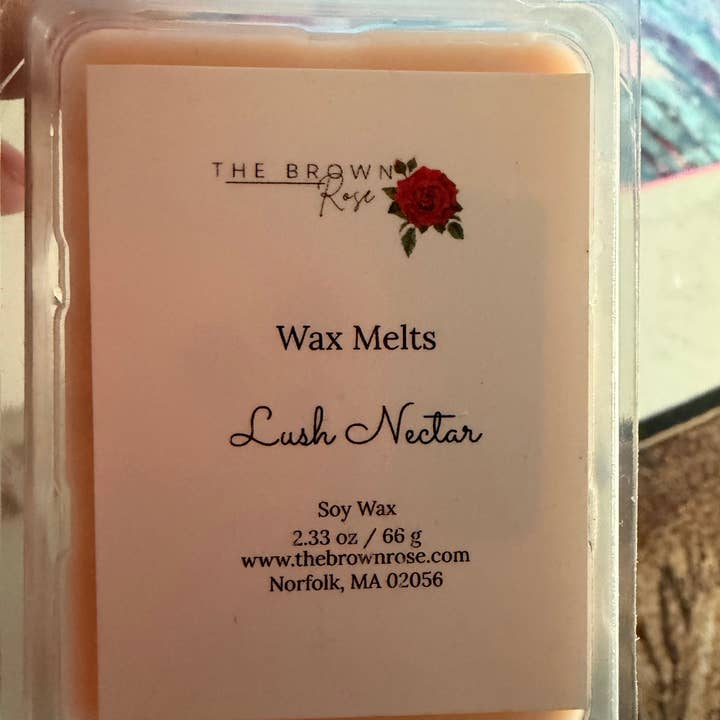 THE BROWN
Rose
Wax Melts
Lush Nectar
Soy Wax
2.33 oz / 66 g
www.thebrownrose.com
Norfolk, MA 02056